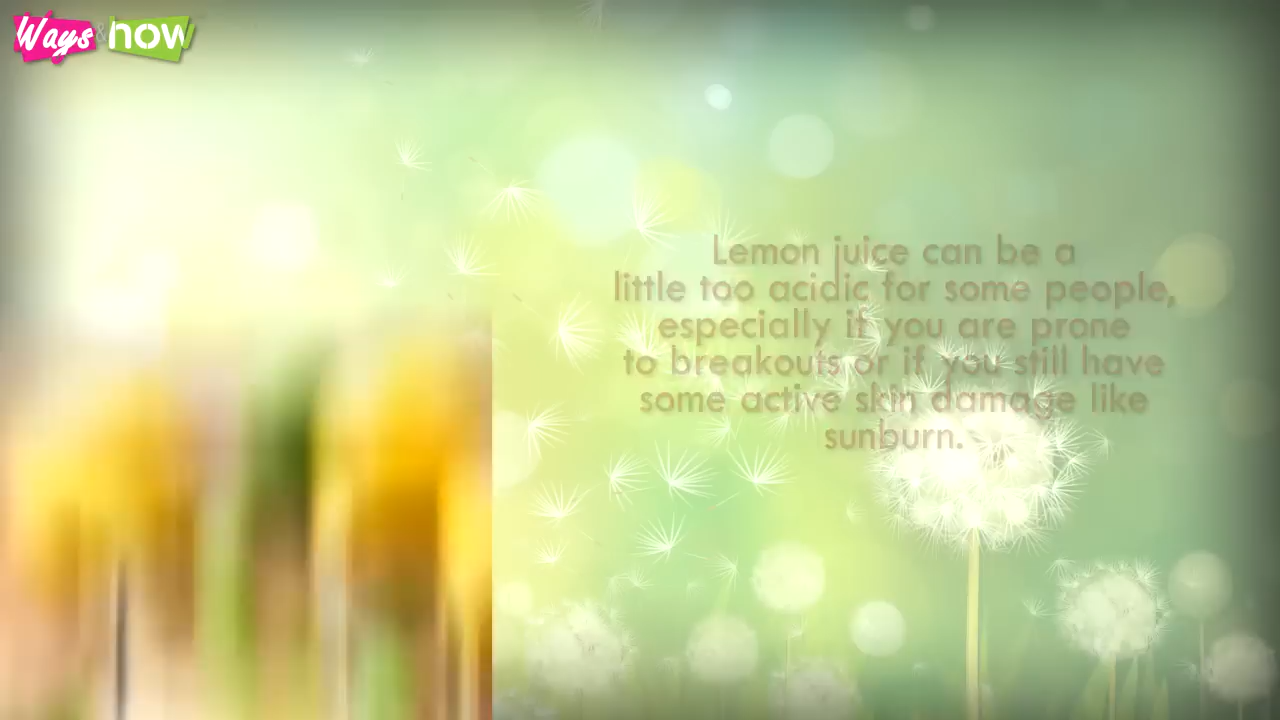 Ways & how
Lemon juice can be a
little too acidic for some people,
especially if you are prone
to breakouts or if you still have
some active skin damage like
sunburn.